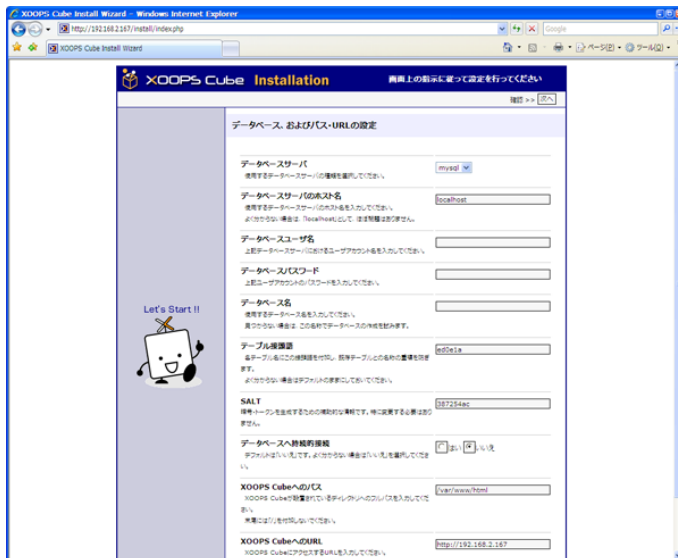 XOOPS Cube Install Wizard - Windows Internet Explorer
http://192.168.2.167/install/index.php
Google
XOOPS Cube Install Wizard
ページ(P)
ツール(O)
XOOPS Cube Installation
画面上の指示に従って設定を行ってください
確認 >> 次へ
データベース、およびパス・URLの設定
データベースサーバ
mysql
使用するデータベースサーバの種類を選択してください。
データベースサーバのホスト名
localhost
使用するデータベースサーバのホスト名を入力してください。
よく分からない場合は、「localhost」として、ほぼ問題はありません。
データベースユーザ名
上記データベースサーバにおけるユーザアカウント名を入力してください。
データベースパスワード
上記ユーザアカウントのパスワードを入力してください。
データベース名
使用するデータベース名を入力してください。
見つからない場合は、この名称でデータベースの作成を試みます。
Let's Start !!
テーブル接頭語
ed0e1a
各テーブル名にこの接頭語を付加し、既存テーブルとの名称の重複を防ぎ
ます。
よく分からない場合はデフォルトのままにしておいてください。
SALT
387254ac
暗号・トークンを生成するための補助的な情報です。特に変更する必要はあり
ません。
データベースへ持続的接続
はい いいえ
デフォルトは「いいえ」です。よく分からない場合は「いいえ」を選択してくださ
い。
XOOPS Cubeへのパス
/var/www/html
XOOPS Cubeが設置されているディレクトリへのフルパスを入力してくだ
さい。
末尾には「/」を付加しないでください。
XOOPS CubeへのURL
http://192.168.2.167
XOOPS CubeにアクセスするURLを入力してください。